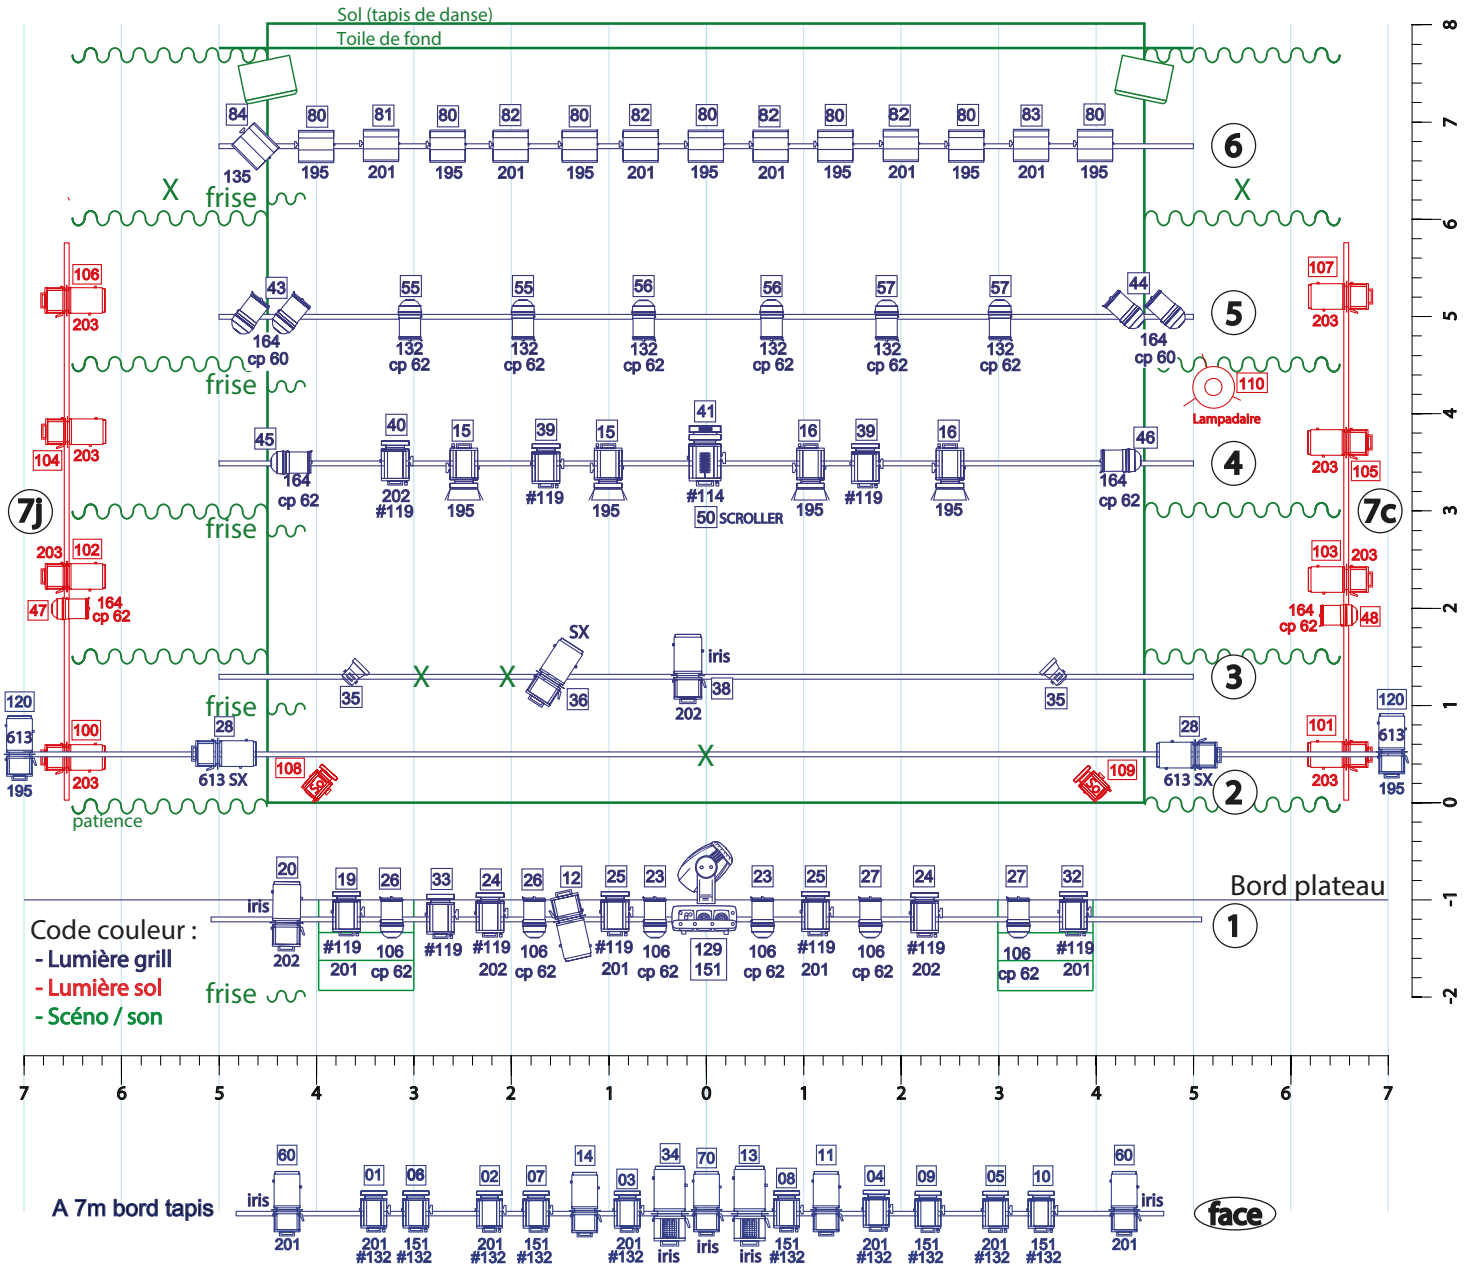 Sol (tapis de danse)
Toile de fond
8
84 80 81 80 82 80 82 80 82 80 82 80 83 80
7
6
135 195 201 195 201 195 201 195 201 195 201 195 201 195
X frise X
6
106 43 55 55 56 56 57 57 44 107
5
5
203 164 132 132 132 132 132 132 164 203
cp 60 cp 62 cp 62 cp 62 cp 62 cp 62 cp 62 cp 60
frise
110
Lampadaire
4
45 40 15 39 15 41 16 39 16 46
104 203 203 105
4
164 202 #119 195 195 #114 195 #119 195 164
cp 62 #119 cp 62
50 SCROLLER
7j 7c
3
frise
203 102 103 203
47 164 164 48
cp 62 cp 62
2
SX
iris
X X
3
35 36 38 35
202
frise
1
120 100 28 28 101 120
613 X 613
195 203 613 SX 613 SX 203 195
108 109
Sol Sol
2
0
patience
20 19 26 33 24 26 12 25 23 23 25 27 24 27 32
iris
Bord plateau
-1
1
202 #119 106 #119 #119 106 #119 106 129 106 #119 106 #119 106 #119
201 cp 62 202 cp 62 201 cp 62 151 cp 62 201 cp 62 202 cp 62 201
Code couleur :
- Lumière grill
- Lumière sol
- Scéno / son
frise
-2
7 6 5 4 3 2 1 0 1 2 3 4 5 6 7
60 01 06 02 07 14 03 34 70 13 08 11 04 09 05 10 60
A 7m bord tapis iris iris face
201 201 151 201 151 201 iris iris iris 151 201 151 201 151 201
#132 #132 #132 #132 #132 #132 #132 #132 #132 #132